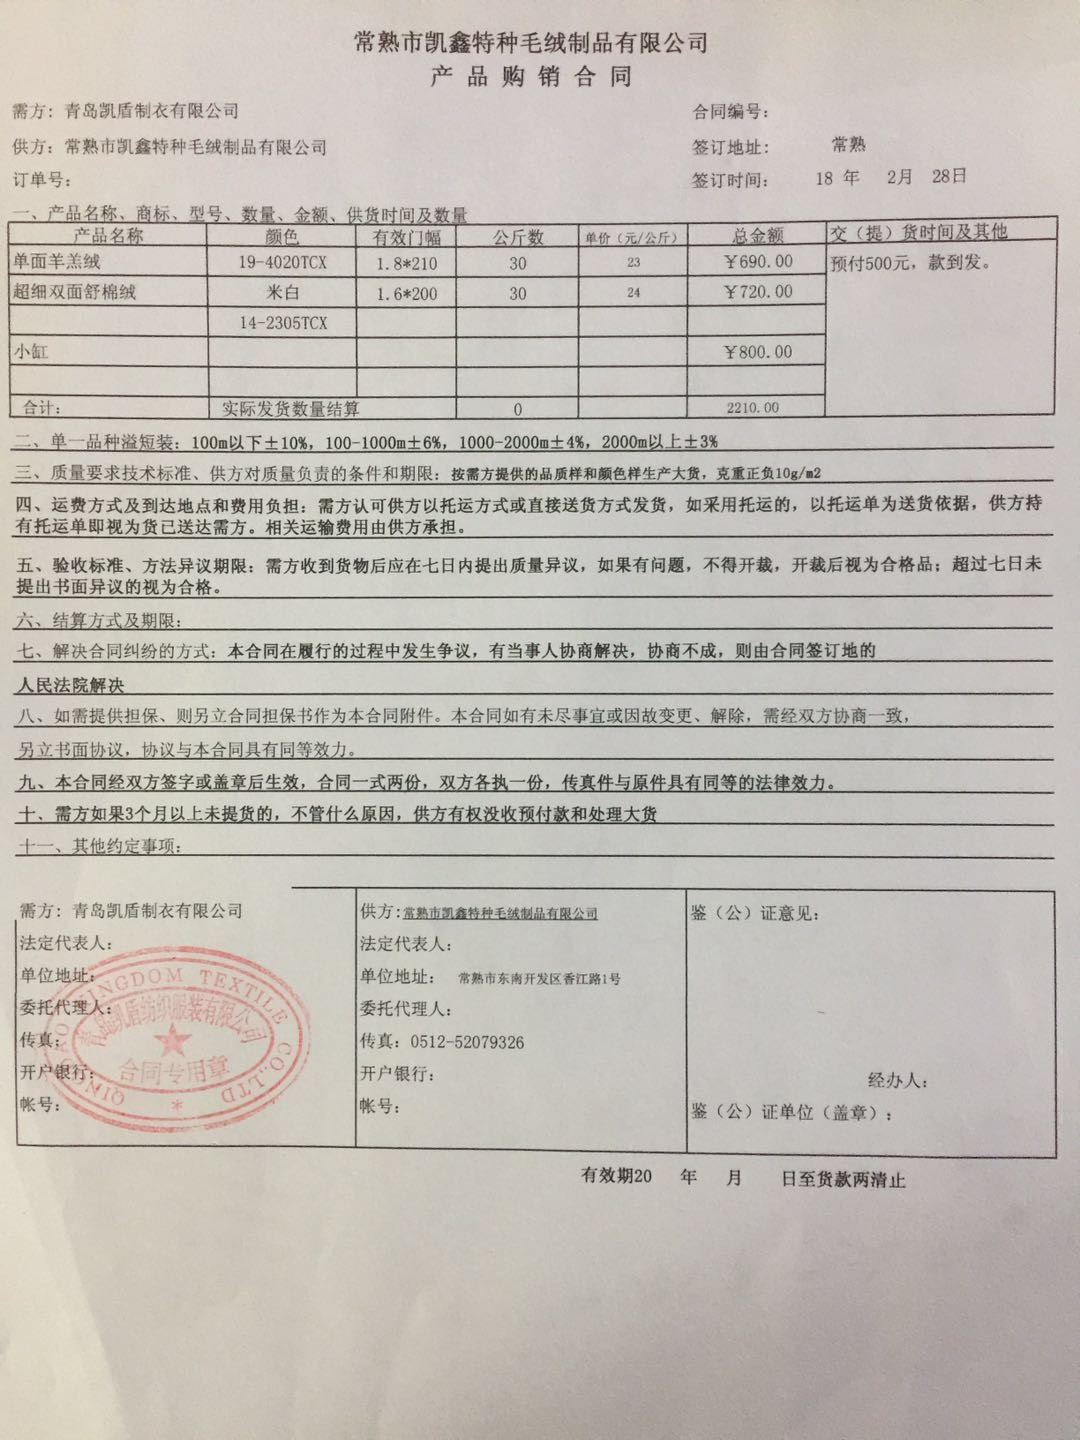 常熟市凯鑫特种毛绒制品有限公司
产 品 购 销 合 同
需方: 青岛凯盾制衣有限公司 合同编号:
供方: 常熟市凯鑫特种毛绒制品有限公司 签订地址: 常熟
订单号: 签订时间: 18 年 2月 28日
一、产品名称、商标、型号、数量、金额、供货时间及数量
产品名称 颜色 有效门幅 公斤数 单价（元/公斤） 总金额 交（提）货时间及其他
单面羊羔绒 19-4020TCX 1.8*210 30 23 ￥690.00 预付500元，款到发。
超细双面舒棉绒 米白 1.6*200 30 24 ￥720.00
14-2305TCX
小缸 ￥800.00
合计: 实际发货数量结算 0 2210.00
二、单一品种溢短装: 100m以下±10%，100-1000m±6%，1000-2000m±4%，2000m以上±3%
三、质量要求技术标准、供方对质量负责的条件和期限: 按需方提供的品质样和颜色样生产大货，克重正负10g/m2
四、运费方式及到达地点和费用负担: 需方认可供方以托运方式或直接送货方式发货，如采用托运的，以托运单为送货依据，供方持
有托运单即视为货已送达需方。相关运输费用由供方承担。
五、验收标准、方法异议期限: 需方收到货物后应在七日内提出质量异议，如果有问题，不得开裁，开裁后视为合格品；超过七日未
提出书面异议的视为合格。
六、结算方式及期限:
七、解决合同纠纷的方式: 本合同在履行的过程中发生争议，有当事人协商解决，协商不成，则由合同签订地的
人民法院解决
八、如需提供担保、则另立合同担保书作为本合同附件。本合同如有未尽事宜或因故变更、解除，需经双方协商一致，
另立书面协议，协议与本合同具有同等效力。
九、本合同经双方签字或盖章后生效，合同一式两份，双方各执一份，传真件与原件具有同等的法律效力。
十、需方如果3个月以上未提货的，不管什么原因，供方有权没收预付款和处理大货
十一、其他约定事项:
需方: 青岛凯盾制衣有限公司
法定代表人:
单位地址:
委托代理人:
传真:
开户银行:
帐号:
QINGDAO KINGDOM TEXTILE CO.,LTD
青岛凯盾纺织服装有限公司
合同专用章
供方:常熟市凯鑫特种毛绒制品有限公司
法定代表人:
单位地址: 常熟市东南开发区香江路1号
委托代理人:
传真: 0512-52079326
开户银行:
帐号:
鉴（公）证意见:
经办人:
鉴（公）证单位（盖章）:
有效期20 年 月 日至货款两清止